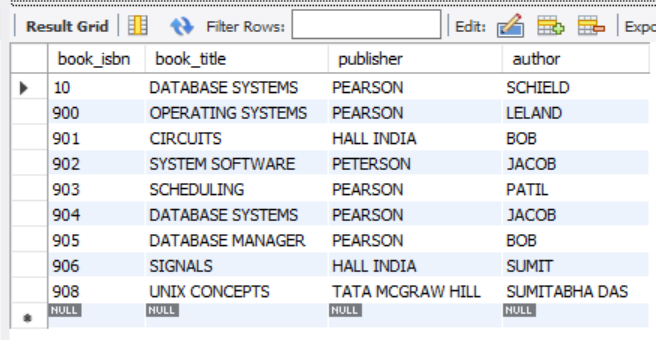 Result Grid Filter Rows: Edit: Expo
book_isbn book_title publisher author
10 DATABASE SYSTEMS PEARSON SCHIELD
900 OPERATING SYSTEMS PEARSON LELAND
901 CIRCUITS HALL INDIA BOB
902 SYSTEM SOFTWARE PETERSON JACOB
903 SCHEDULING PEARSON PATIL
904 DATABASE SYSTEMS PEARSON JACOB
905 DATABASE MANAGER PEARSON BOB
906 SIGNALS HALL INDIA SUMIT
908 UNIX CONCEPTS TATA MCGRAW HILL SUMITABHA DAS
NULL NULL NULL NULL